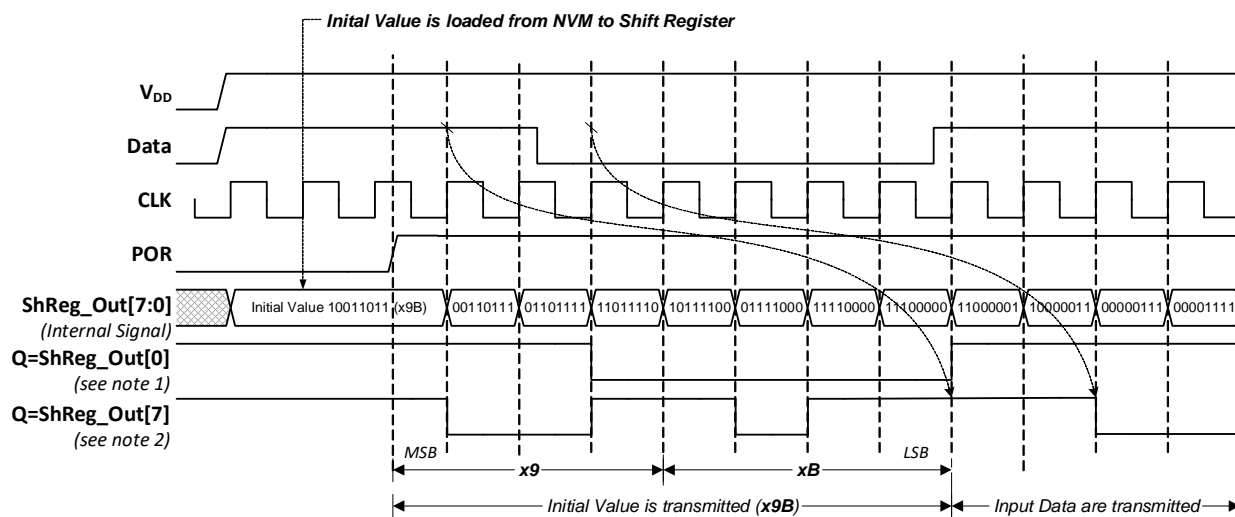 Inital Value is loaded from NVM to Shift Register
VDD
Data
CLK
POR
ShReg_Out[7:0]
(Internal Signal)
Initial Value 10011011 (x9B) 00110111 01101111 11011110 10111100 01111000 11110000 11100000 11000001 10000011 00000111 00001111
Q=ShReg_Out[0]
(see note 1)
Q=ShReg_Out[7]
(see note 2)
MSB LSB
x9 xB
Initial Value is transmitted (x9B) Input Data are transmitted